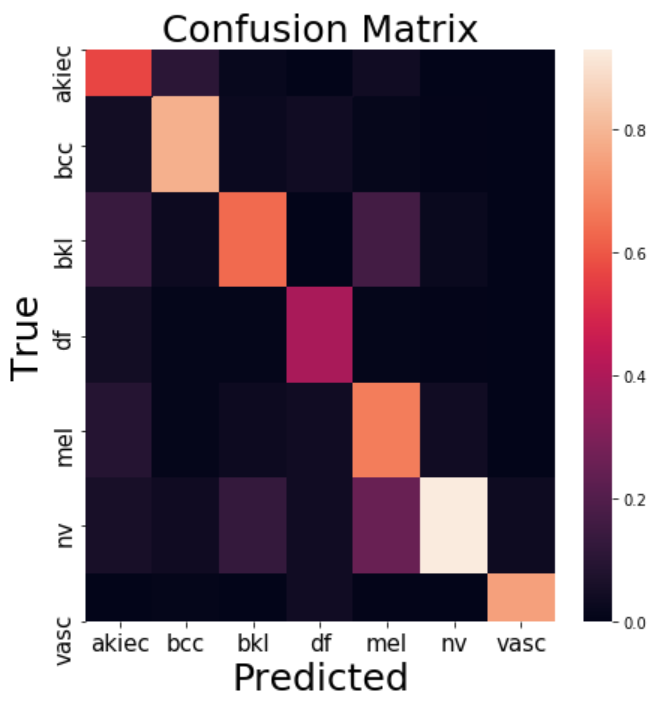 Confusion Matrix
True
akiec
bcc
bkl
df
mel
nv
vasc
akiec bcc bkl df mel nv vasc
Predicted
0.8
0.6
0.4
0.2
0.0